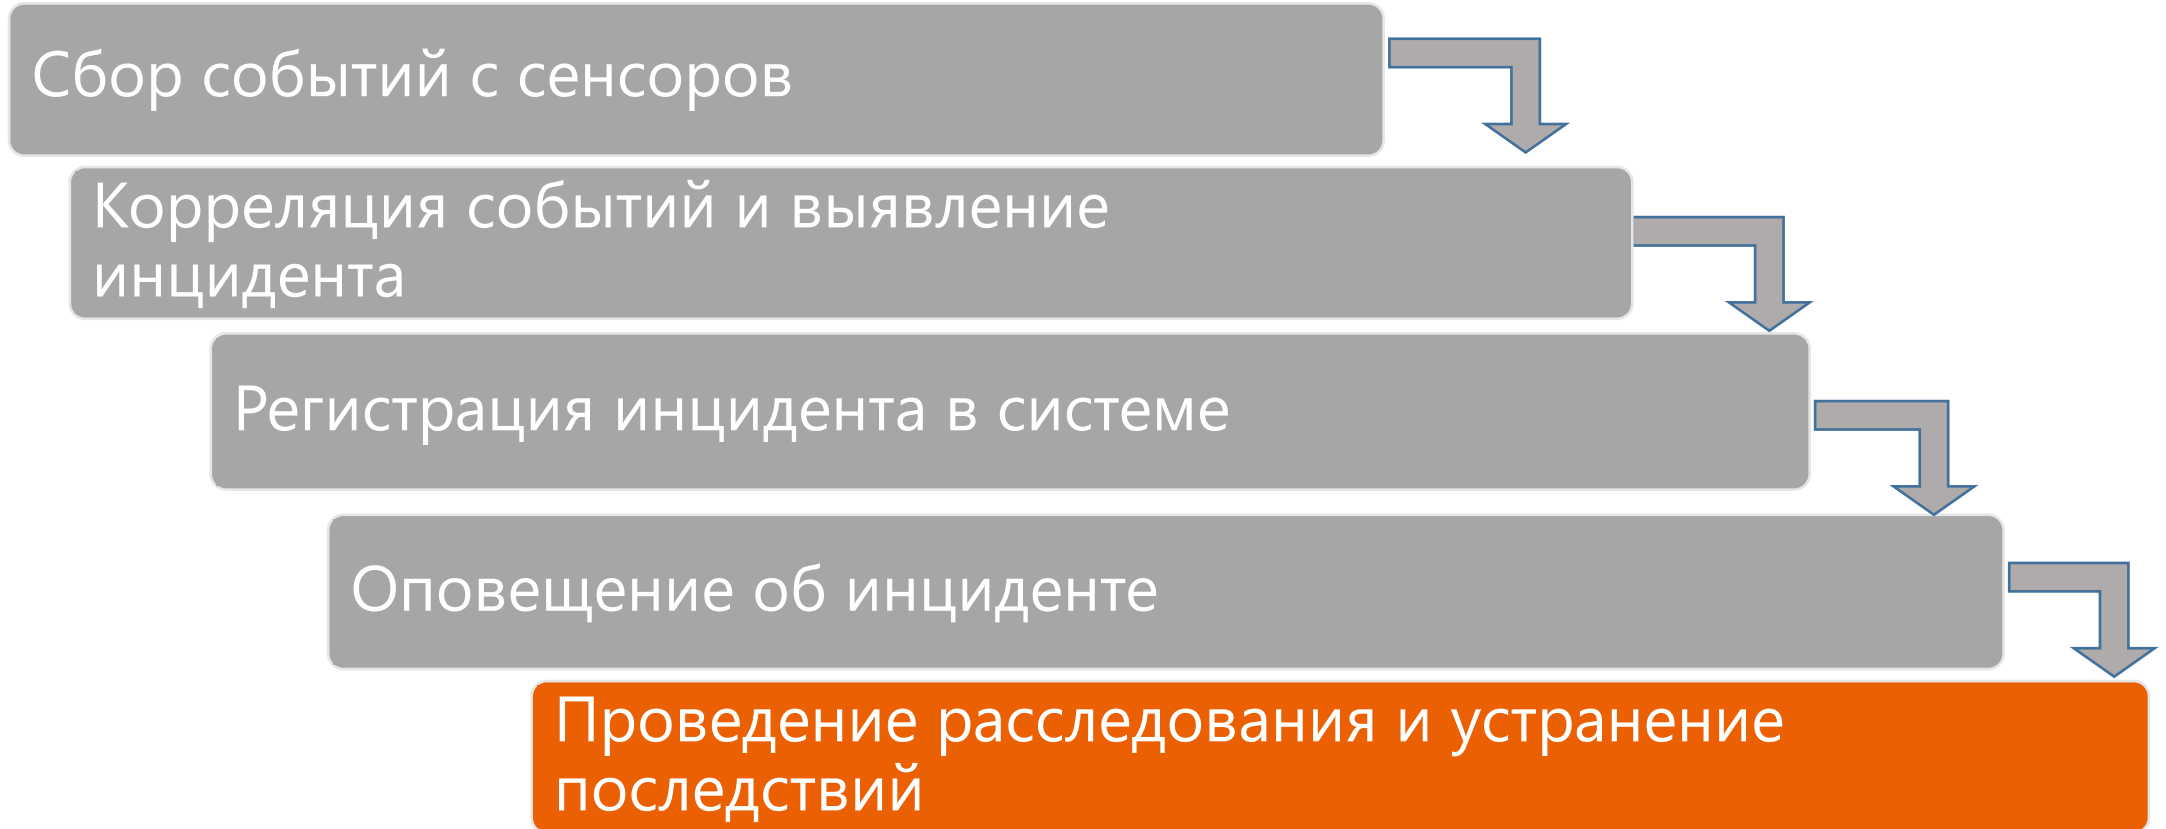 Сбор событий с сенсоров
Корреляция событий и выявление
инцидента
Регистрация инцидента в системе
Оповещение об инциденте
Проведение расследования и устранение
последствий